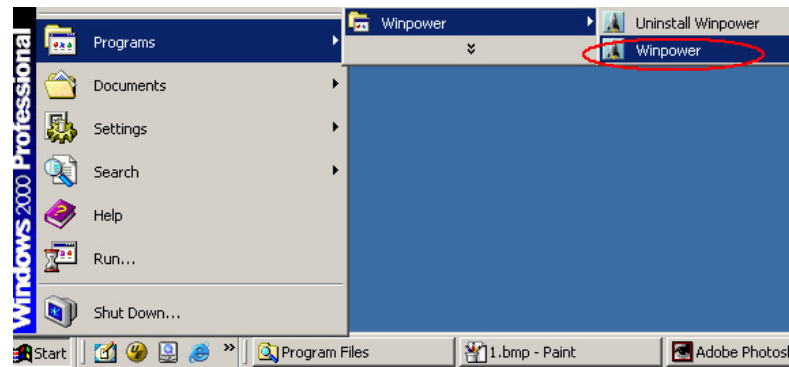 Windows 2000 Professional
Programs
Documents
Settings
Search
Help
Run...
Shut Down...
Winpower
Uninstall Winpower
Winpower
Start
Program Files
1.bmp - Paint
Adobe Photosh